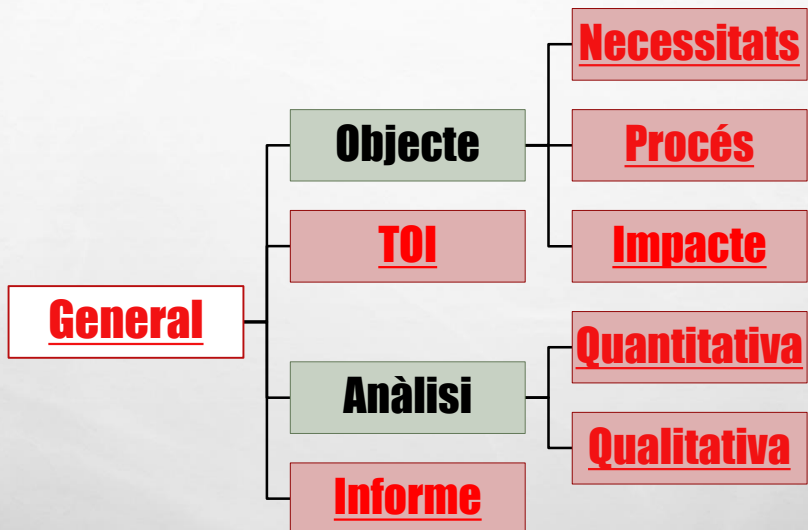 Necessitats
Objecte
Procés
TOI
Impacte
General
Quantitativa
Anàlisi
Qualitativa
Informe